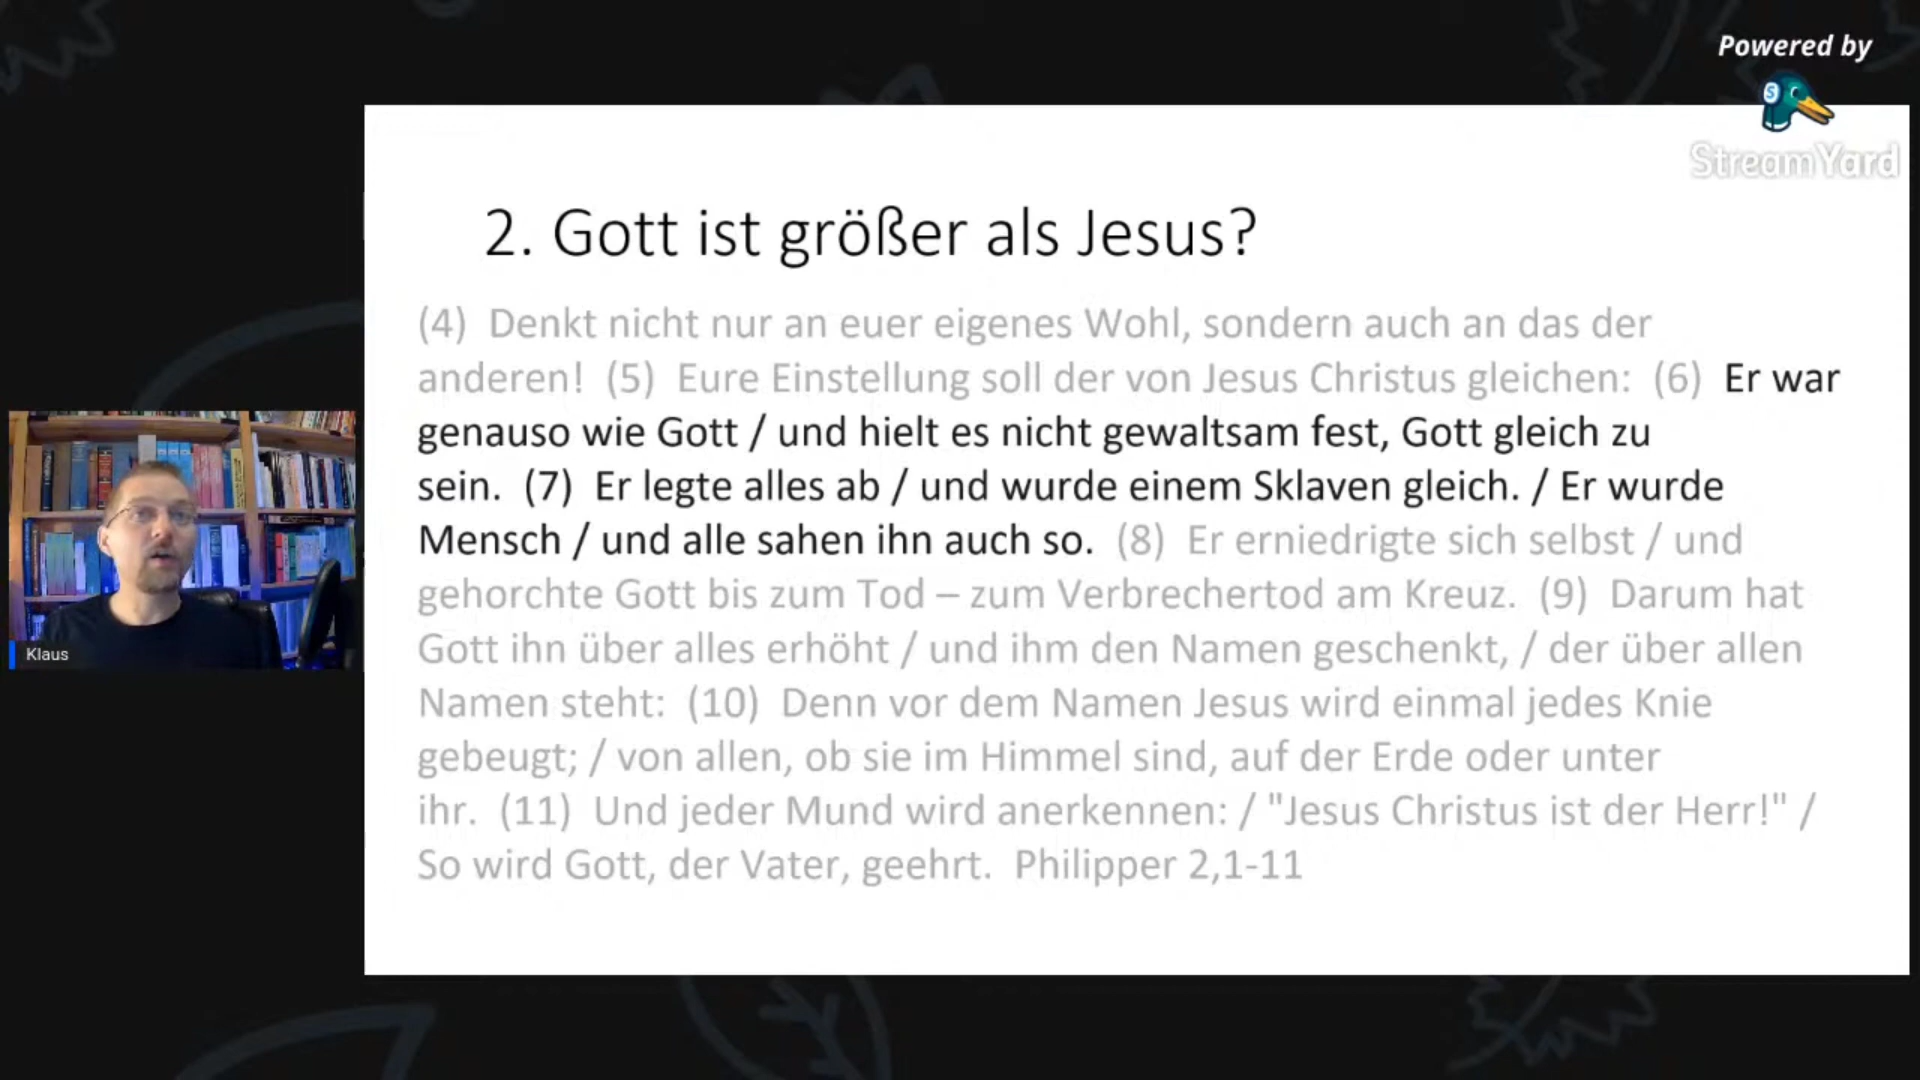 Powered by
StreamYard
2. Gott ist größer als Jesus?
(4) Denkt nicht nur an euer eigenes Wohl, sondern auch an das der
anderen! (5) Eure Einstellung soll der von Jesus Christus gleichen: (6) Er war
genauso wie Gott / und hielt es nicht gewaltsam fest, Gott gleich zu
sein. (7) Er legte alles ab / und wurde einem Sklaven gleich. / Er wurde
Mensch / und alle sahen ihn auch so. (8) Er erniedrigte sich selbst / und
gehorchte Gott bis zum Tod – zum Verbrechertod am Kreuz. (9) Darum hat
Gott ihn über alles erhöht / und ihm den Namen geschenkt, / der über allen
Namen steht: (10) Denn vor dem Namen Jesus wird einmal jedes Knie
gebeugt; / von allen, ob sie im Himmel sind, auf der Erde oder unter
ihr. (11) Und jeder Mund wird anerkennen: / "Jesus Christus ist der Herr!" /
So wird Gott, der Vater, geehrt. Philipper 2,1-11
Klaus